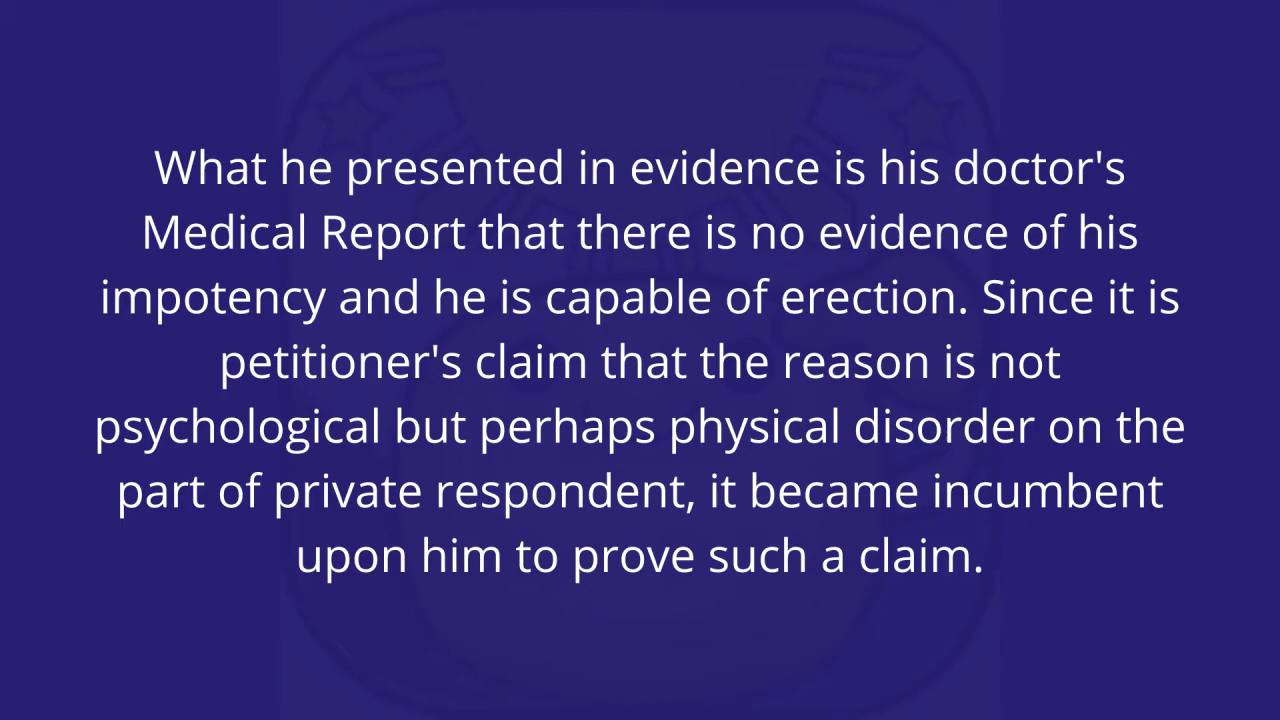 What he presented in evidence is his doctor's
Medical Report that there is no evidence of his
impotency and he is capable of erection. Since it is
petitioner's claim that the reason is not
psychological but perhaps physical disorder on the
part of private respondent, it became incumbent
upon him to prove such a claim.